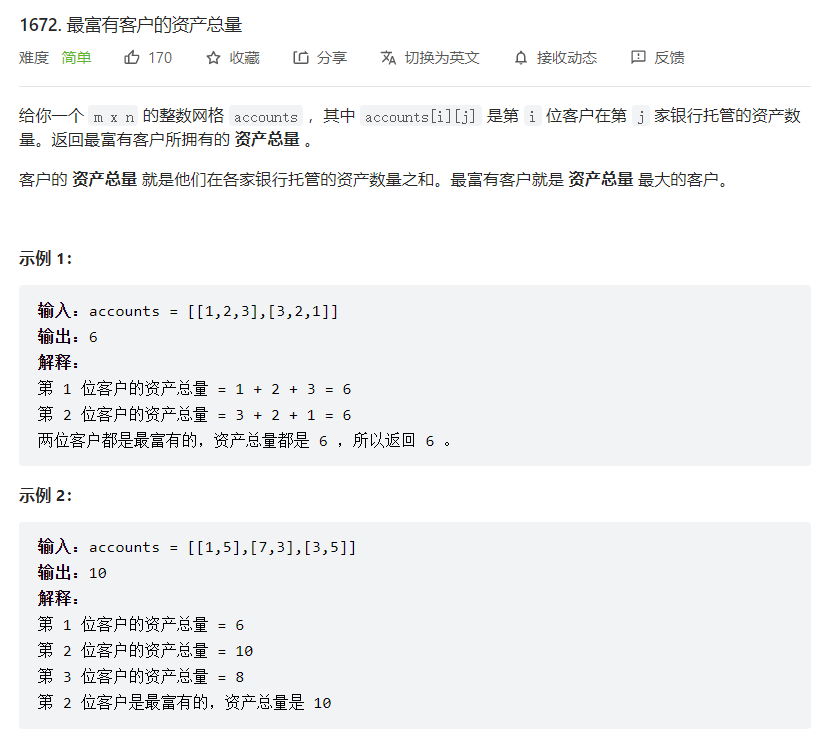 1672. 最富有客户的资产总量
难度 简单 170 收藏 分享 切换为英文 接收动态 反馈
给你一个 m x n 的整数网格 accounts ，其中 accounts[i][j] 是第 i 位客户在第 j 家银行托管的资产数
量。返回最富有客户所拥有的 资产总量 。
客户的 资产总量 就是他们在各家银行托管的资产数量之和。最富有客户就是 资产总量 最大的客户。
示例 1：
输入：accounts = [[1,2,3],[3,2,1]]
输出：6
解释：
第 1 位客户的资产总量 = 1 + 2 + 3 = 6
第 2 位客户的资产总量 = 3 + 2 + 1 = 6
两位客户都是最富有的，资产总量都是 6 ，所以返回 6 。
示例 2：
输入：accounts = [[1,5],[7,3],[3,5]]
输出：10
解释：
第 1 位客户的资产总量 = 6
第 2 位客户的资产总量 = 10
第 3 位客户的资产总量 = 8
第 2 位客户是最富有的，资产总量是 10